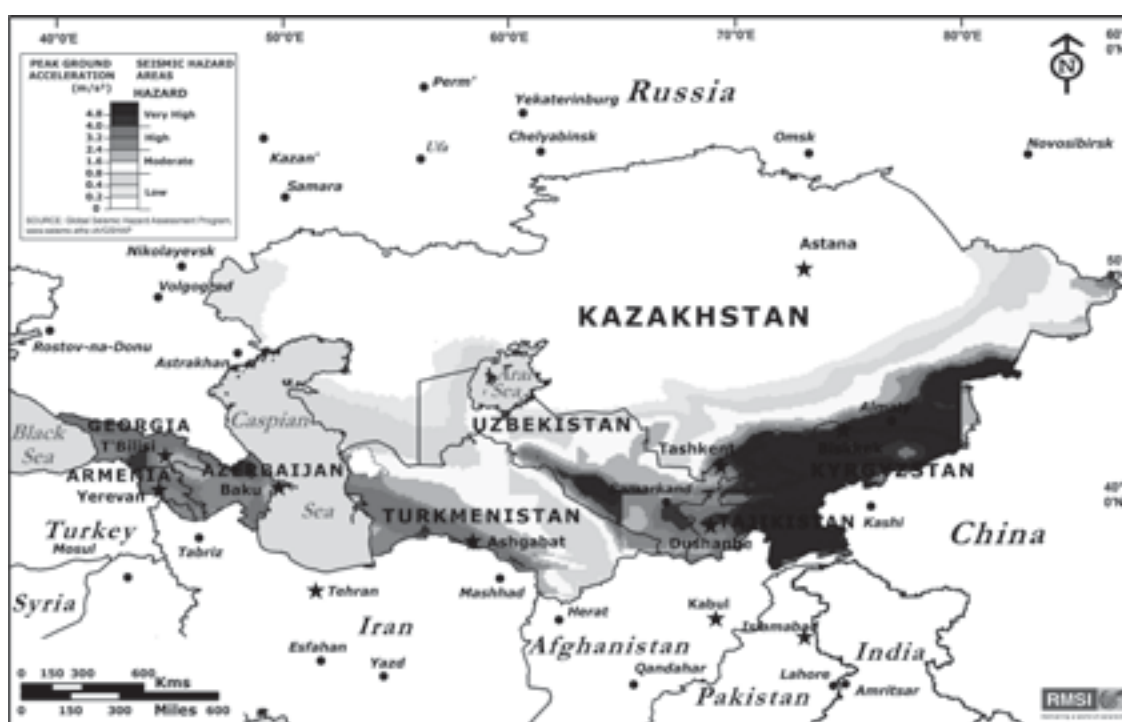 40°0'E
50°0'E
60°0'E
70°0'E
80°0'E
60°
0'N
PEAK GROUND
ACCELERATION
(m/s²)
SEISMIC HAZARD
AREAS
HAZARD
4.8
4.0
3.2
2.4
1.6
0.8
0.4
0.2
0
Very High
High
Moderate
Low
SOURCE: Global Seismic Hazard Assessment Program,
N
Perm'
Yekaterinburg
Russia
Kazan'
Ufa
Chelyabinsk
Omsk
Novosibirsk
Samara
Nikolayevsk
Volgograd
Astana
Rostov-na-Donu
Astrakhan
KAZAKHSTAN
Aral
Sea
Black
Sea
GEORGIA
T'Bilisi
Caspian
Sea
UZBEKISTAN
Almaty
Bishkek
Tashkent
ARMENIA
Yerevan
AZERBAIJAN
Baku
KYRGYZSTAN
Samarkand
40°
0'N
TURKMENISTAN
TAJIKISTAN
Kashi
Turkey
Mosul
Tabriz
Ashgabat
Dushanbe
China
Syria
Tehran
Mashhad
Herat
Kabul
Islamabad
Iran
Afghanistan
India
Esfahan
Yazd
Qandahar
Lahore
Amritsar
Pakistan
0 150 300 600
Kms
0 150 300 600
Miles
RMSI